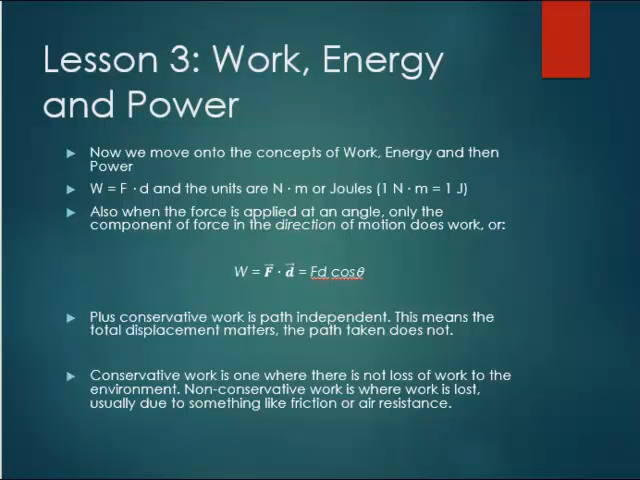 Lesson 3: Work, Energy
and Power
Now we move onto the concepts of Work, Energy and then
Power
W = F · d and the units are N · m or Joules (1 N · m = 1 J)
Also when the force is applied at an angle, only the
component of force in the direction of motion does work, or:
W = F⃗ · d⃗ = Fd cosθ
Plus conservative work is path independent. This means the
total displacement matters, the path taken does not.
Conservative work is one where there is not loss of work to the
environment. Non-conservative work is where work is lost,
usually due to something like friction or air resistance.